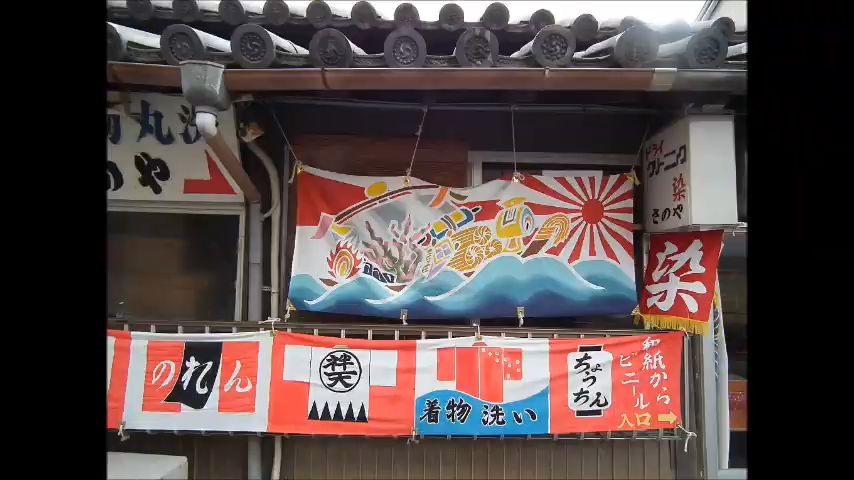 丸洗
のや
ドライ
クリーニング
染
さのや
染
のれん
祥天
着物洗い
ちょうちん
和紙から
ビニール
入口→